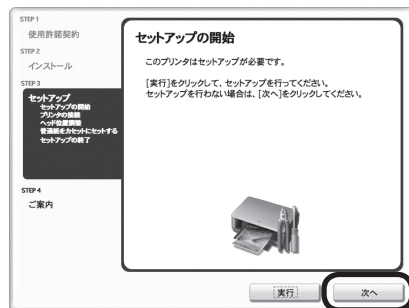 STEP 1
使用許諾契約
STEP 2
インストール
STEP 3
セットアップ
セットアップの開始
プリンタの接続
ヘッド位置調整
普通紙をカセットにセットする
セットアップの終了
STEP 4
ご案内
セットアップの開始
このプリンタはセットアップが必要です。
[実行]をクリックして、セットアップを行ってください。
セットアップを行わない場合は、[次へ]をクリックしてください。
実行
次へ